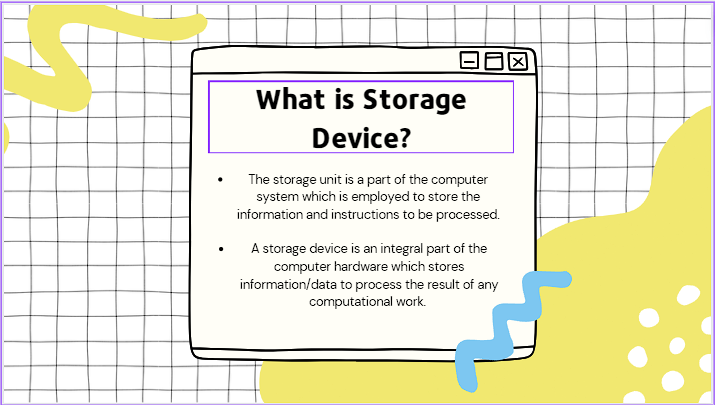 What is Storage
Device?
• The storage unit is a part of the computer
system which is employed to store the
information and instructions to be processed.
• A storage device is an integral part of the
computer hardware which stores
information/data to process the result of any
computational work.